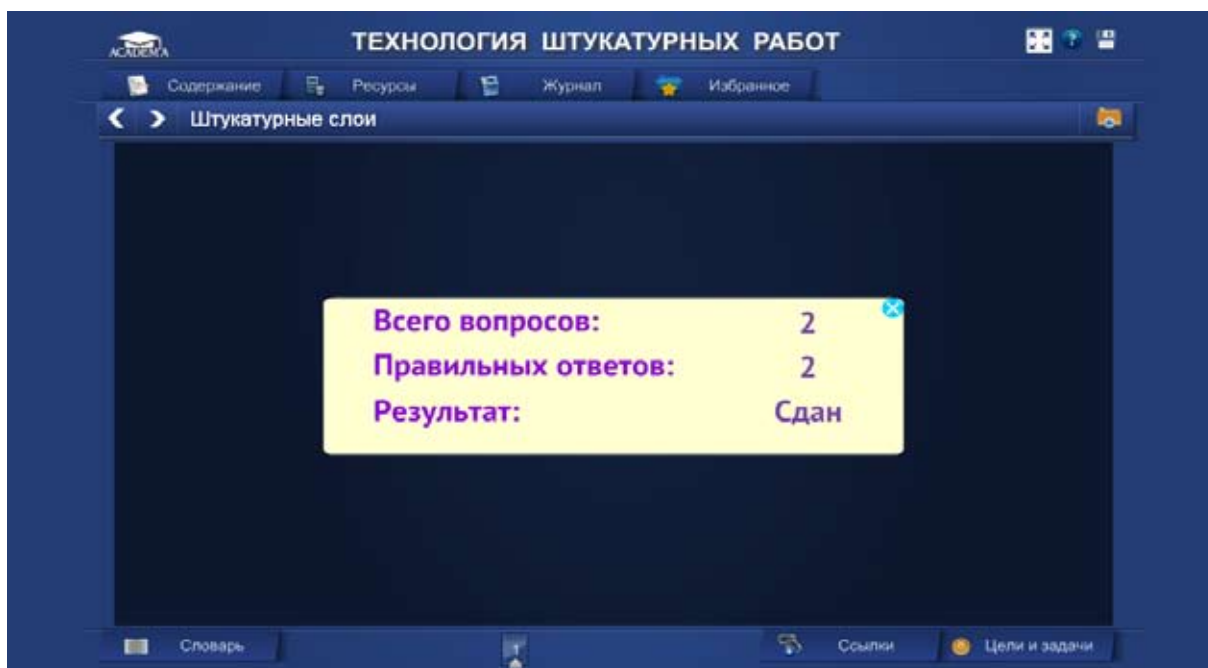 ACADEMA
ТЕХНОЛОГИЯ ШТУКАТУРНЫХ РАБОТ
Содержание Ресурсы Журнал Избранное
Штукатурные слои
Всего вопросов: 2
Правильных ответов: 2
Результат: Сдан
Словарь 1 Ссылки Цели и задачи